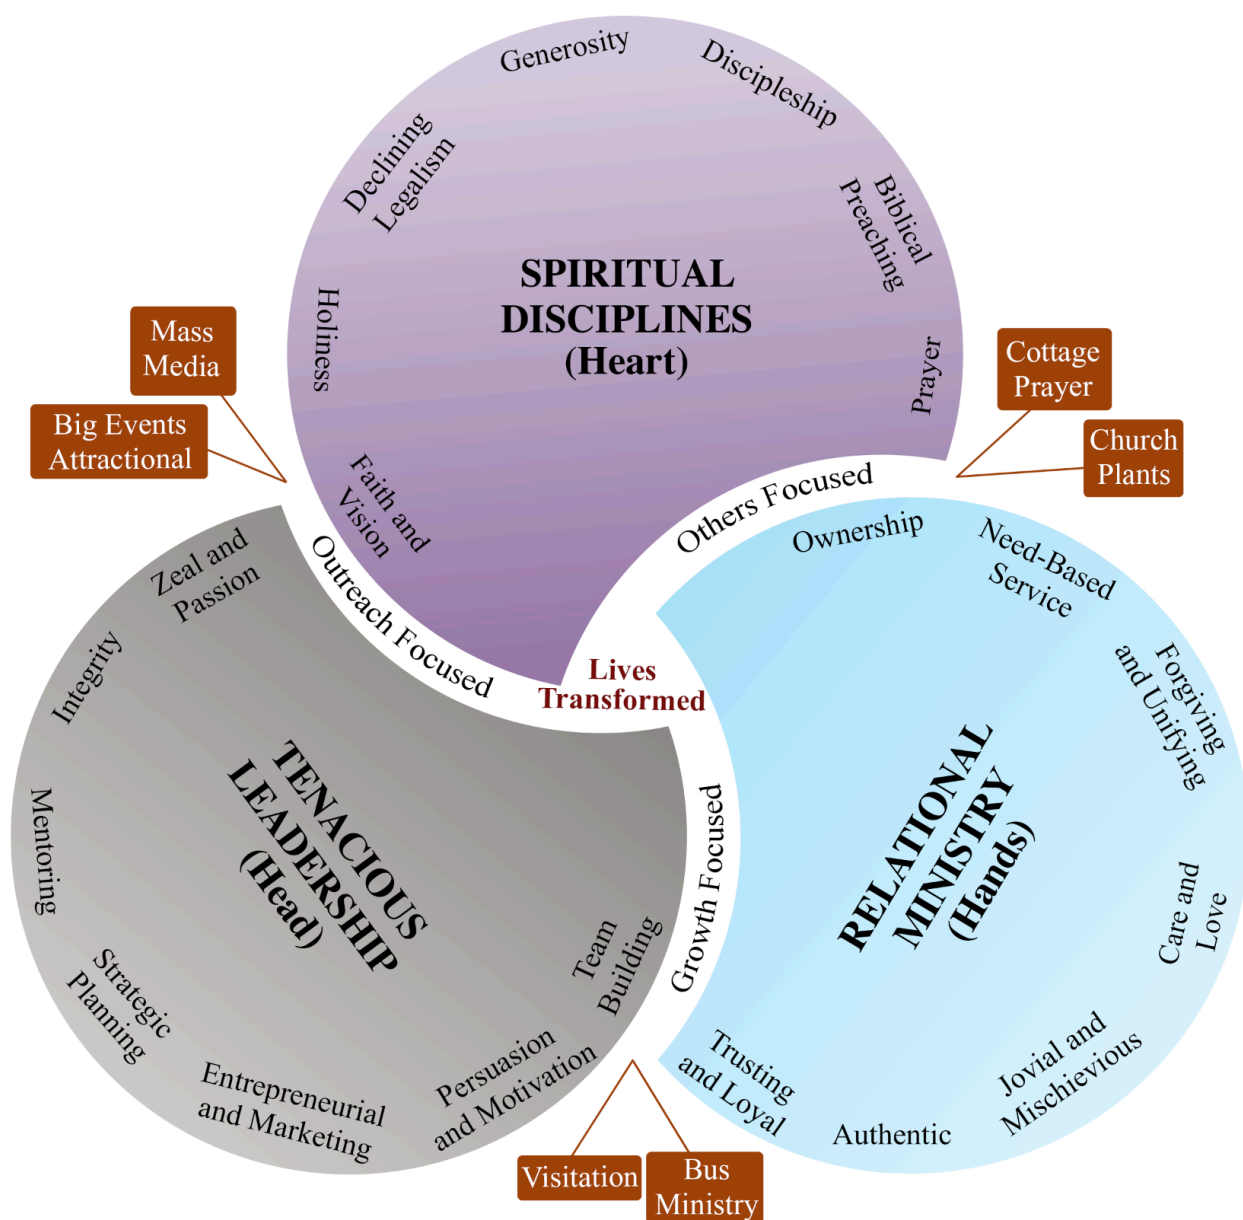 Generosity
Discipleship
Declining
Legalism
Biblical
Preaching
SPIRITUAL
DISCIPLINES
(Heart)
Holiness
Prayer
Faith and
Vision
Mass
Media
Big Events
Attractional
Cottage
Prayer
Church
Plants
Others Focused
Outreach Focused
Growth Focused
Lives
Transformed
Zeal and
Passion
Integrity
Mentoring
TENACIOUS
LEADERSHIP
(Head)
Strategic
Planning
Entrepreneurial
and Marketing
Persuasion
and Motivation
Team
Building
Ownership
Need-Based
Service
Forgiving
and Unifying
RELATIONAL
MINISTRY
(Hands)
Care and
Love
Jovial and
Mischievious
Authentic
Trusting
and Loyal
Visitation
Bus
Ministry